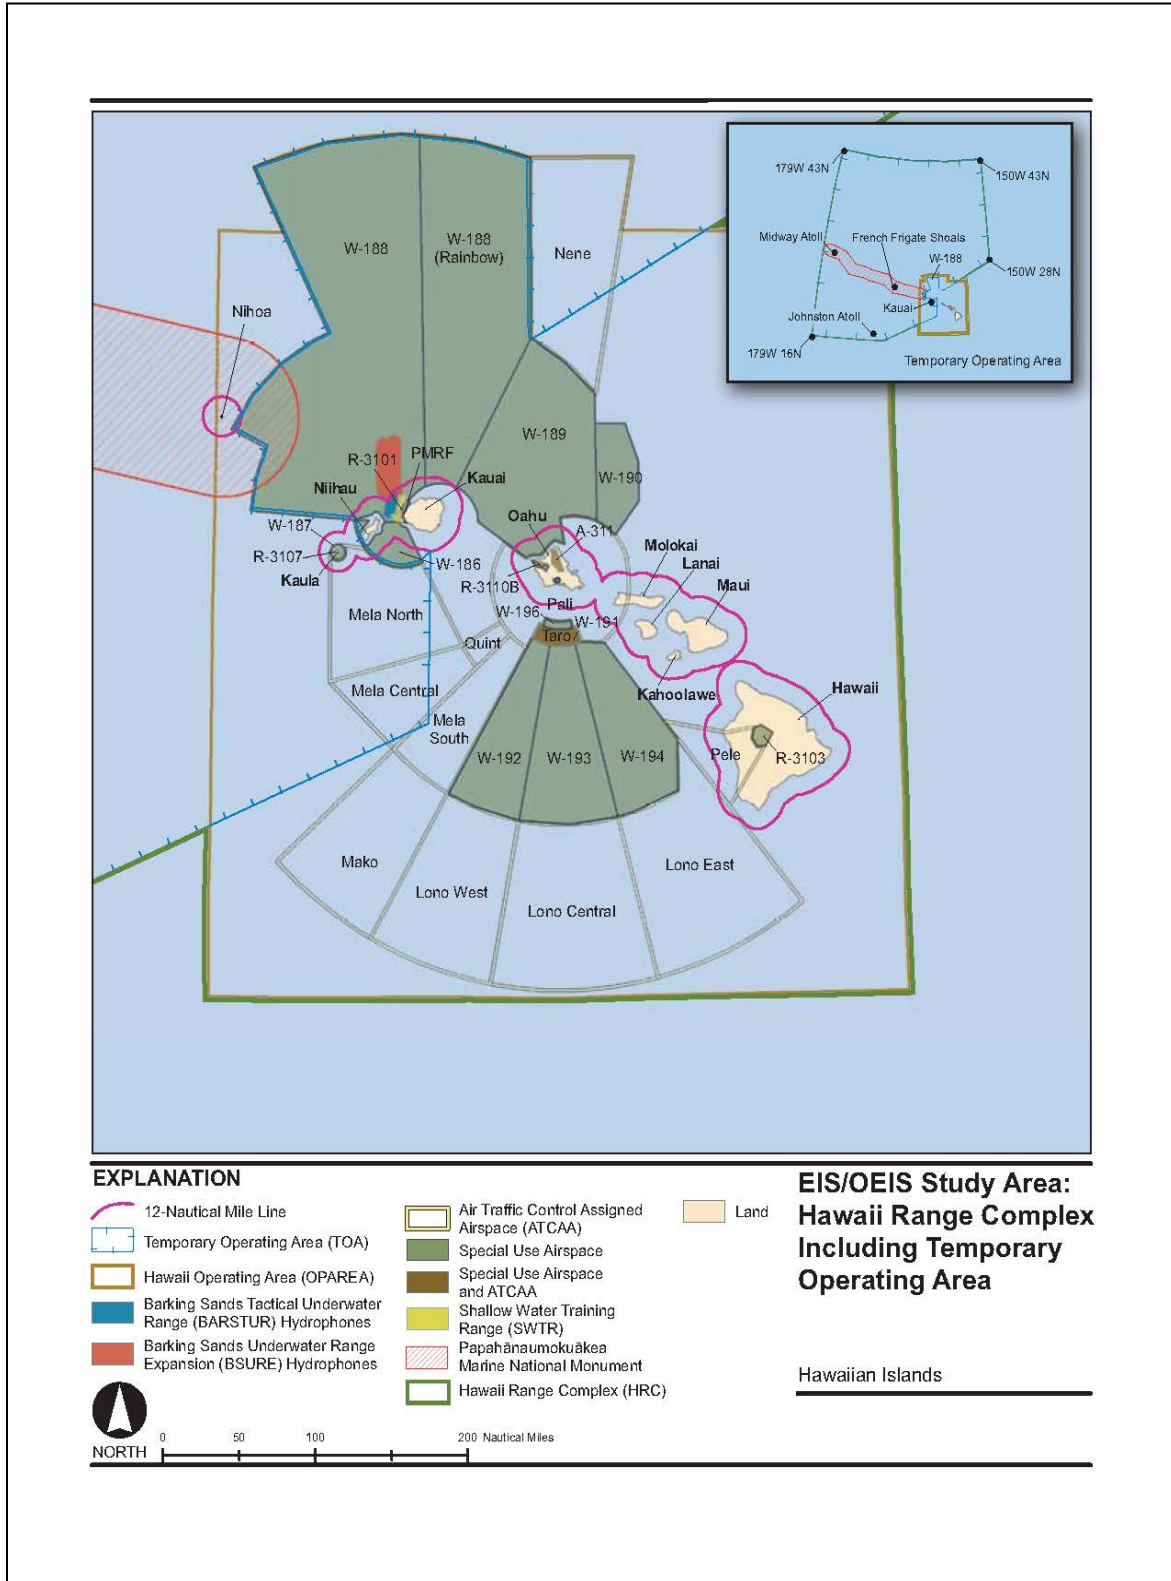 179W 43N
150W 43N
Midway Atoll
French Frigate Shoals
W-188
150W 28N
Kauai
Johnston Atoll
179W 16N
Temporary Operating Area
W-188
W-188
(Rainbow)
Nene
Nihoa
W-189
W-190
R-3101
PMRF
Kauai
Niihau
W-187
R-3107
Kaula
W-186
Oahu
A-311
R-3110B
Molokai
Lanai
Maui
Pali
W-196
W-191
Taro
Mela North
Quint
Mela Central
Mela
South
Kahoolawe
Hawaii
Pele
R-3103
W-192
W-193
W-194
Mako
Lono West
Lono Central
Lono East
EXPLANATION
12-Nautical Mile Line
Temporary Operating Area (TOA)
Hawaii Operating Area (OPAREA)
Barking Sands Tactical Underwater
Range (BARSTUR) Hydrophones
Barking Sands Underwater Range
Expansion (BSURE) Hydrophones
Air Traffic Control Assigned
Airspace (ATCAA)
Special Use Airspace
Special Use Airspace
and ATCAA
Shallow Water Training
Range (SWTR)
Papahānaumokuākea
Marine National Monument
Hawaii Range Complex (HRC)
Land
EIS/OEIS Study Area:
Hawaii Range Complex
Including Temporary
Operating Area
Hawaiian Islands
NORTH
0 50 100 200 Nautical Miles